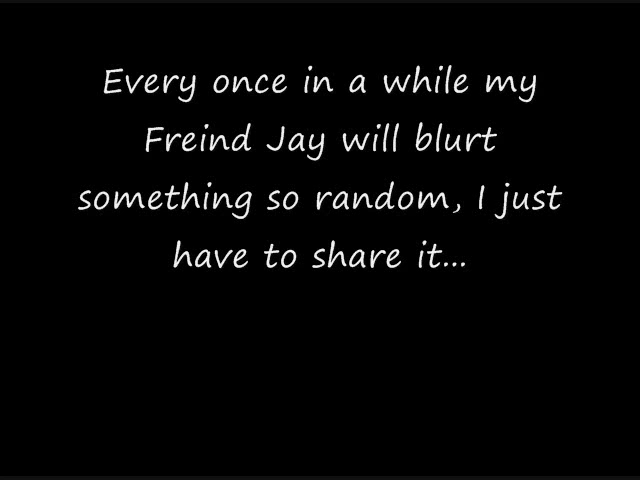 Every once in a while my
Freind Jay will blurt
something so random, I just
have to share it...